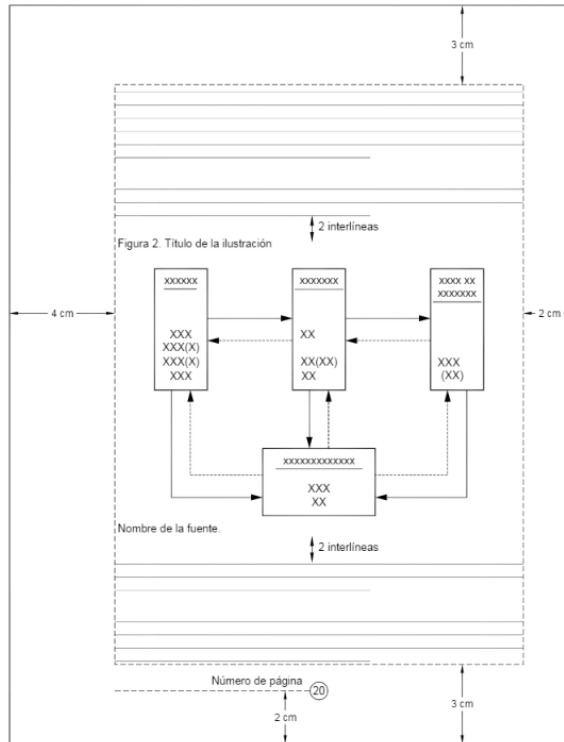 3 cm
2 interlíneas
Figura 2. Título de la ilustración
xxxxxx
xxxxxxx
xxxx xx
xxxxxxx
4 cm
2 cm
XXX
XXX(X)
XXX(X)
XXX
XX
XX(XX)
XX
XXX
(XX)
xxxxxxxxxxxxx
XXX
XX
Nombre de la fuente.
2 interlíneas
Número de página
20
2 cm
3 cm